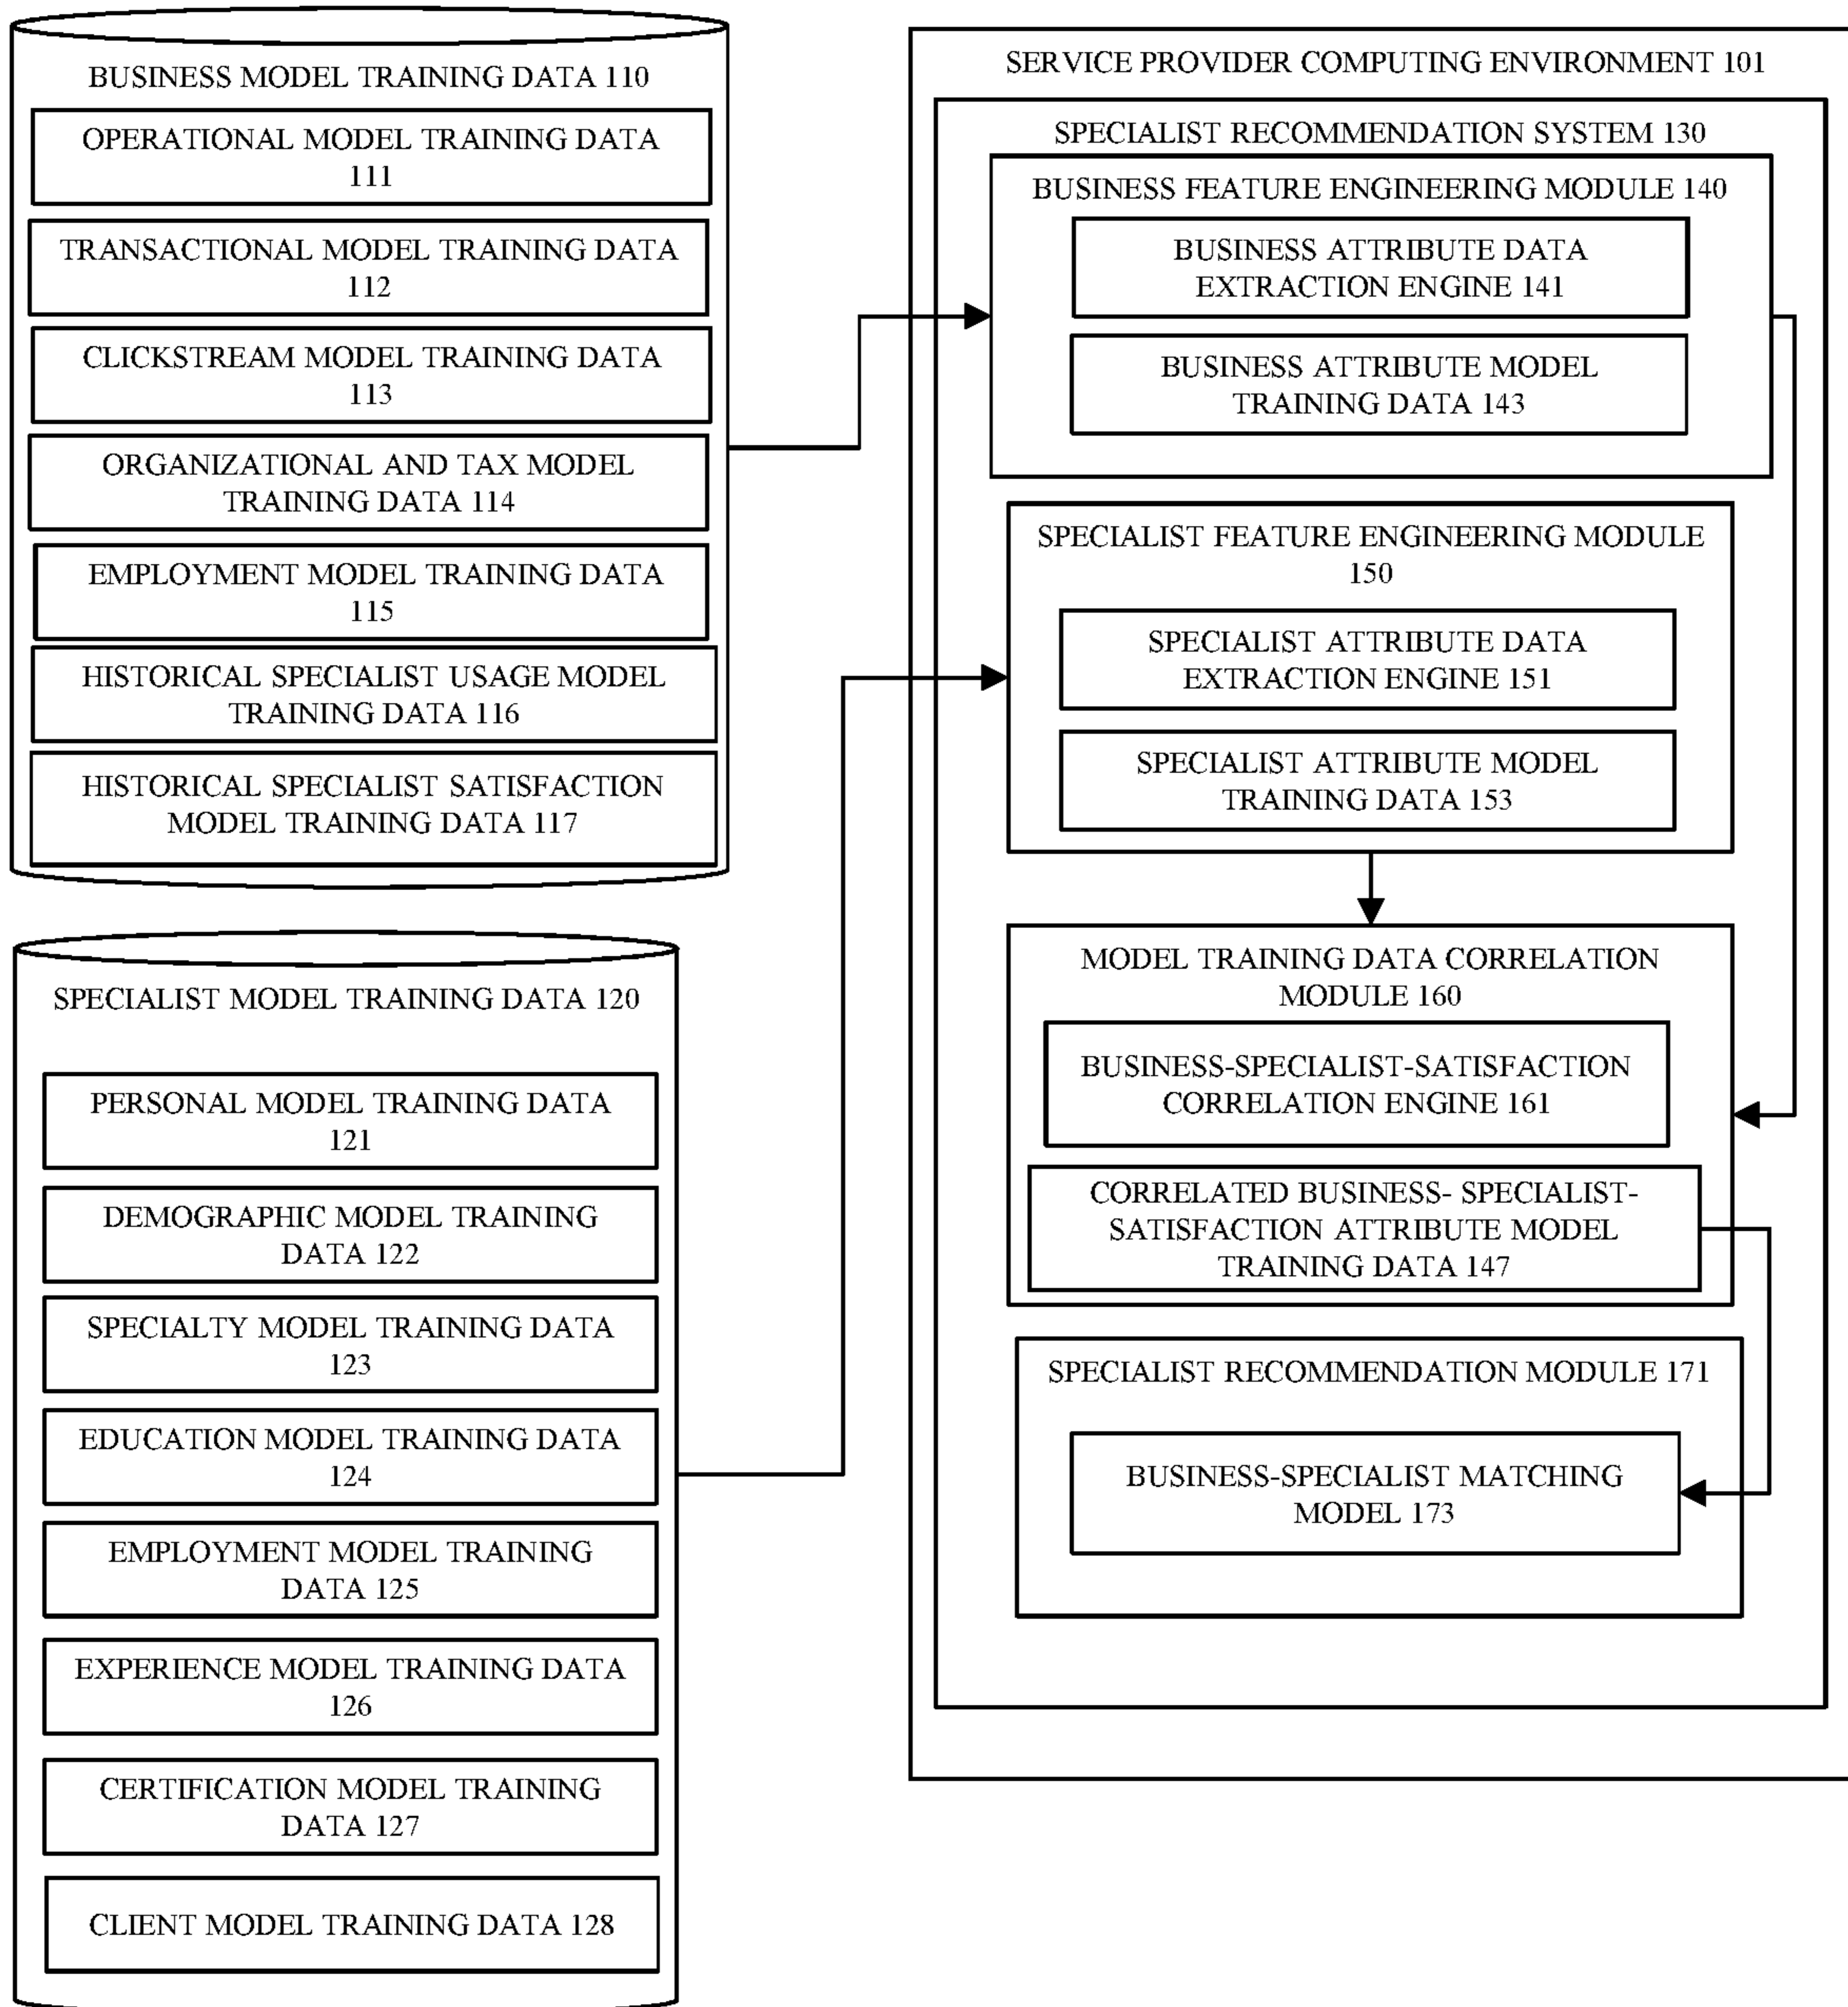 BUSINESS MODEL TRAINING DATA 110
OPERATIONAL MODEL TRAINING DATA
111
TRANSACTIONAL MODEL TRAINING DATA
112
CLICKSTREAM MODEL TRAINING DATA
113
ORGANIZATIONAL AND TAX MODEL
TRAINING DATA 114
EMPLOYMENT MODEL TRAINING DATA
115
HISTORICAL SPECIALIST USAGE MODEL
TRAINING DATA 116
HISTORICAL SPECIALIST SATISFACTION
MODEL TRAINING DATA 117
SPECIALIST MODEL TRAINING DATA 120
PERSONAL MODEL TRAINING DATA
121
DEMOGRAPHIC MODEL TRAINING
DATA 122
SPECIALTY MODEL TRAINING DATA
123
EDUCATION MODEL TRAINING DATA
124
EMPLOYMENT MODEL TRAINING
DATA 125
EXPERIENCE MODEL TRAINING DATA
126
CERTIFICATION MODEL TRAINING
DATA 127
CLIENT MODEL TRAINING DATA 128
SERVICE PROVIDER COMPUTING ENVIRONMENT 101
SPECIALIST RECOMMENDATION SYSTEM 130
BUSINESS FEATURE ENGINEERING MODULE 140
BUSINESS ATTRIBUTE DATA
EXTRACTION ENGINE 141
BUSINESS ATTRIBUTE MODEL
TRAINING DATA 143
SPECIALIST FEATURE ENGINEERING MODULE
150
SPECIALIST ATTRIBUTE DATA
EXTRACTION ENGINE 151
SPECIALIST ATTRIBUTE MODEL
TRAINING DATA 153
MODEL TRAINING DATA CORRELATION
MODULE 160
BUSINESS-SPECIALIST-SATISFACTION
CORRELATION ENGINE 161
CORRELATED BUSINESS- SPECIALIST-
SATISFACTION ATTRIBUTE MODEL
TRAINING DATA 147
SPECIALIST RECOMMENDATION MODULE 171
BUSINESS-SPECIALIST MATCHING
MODEL 173